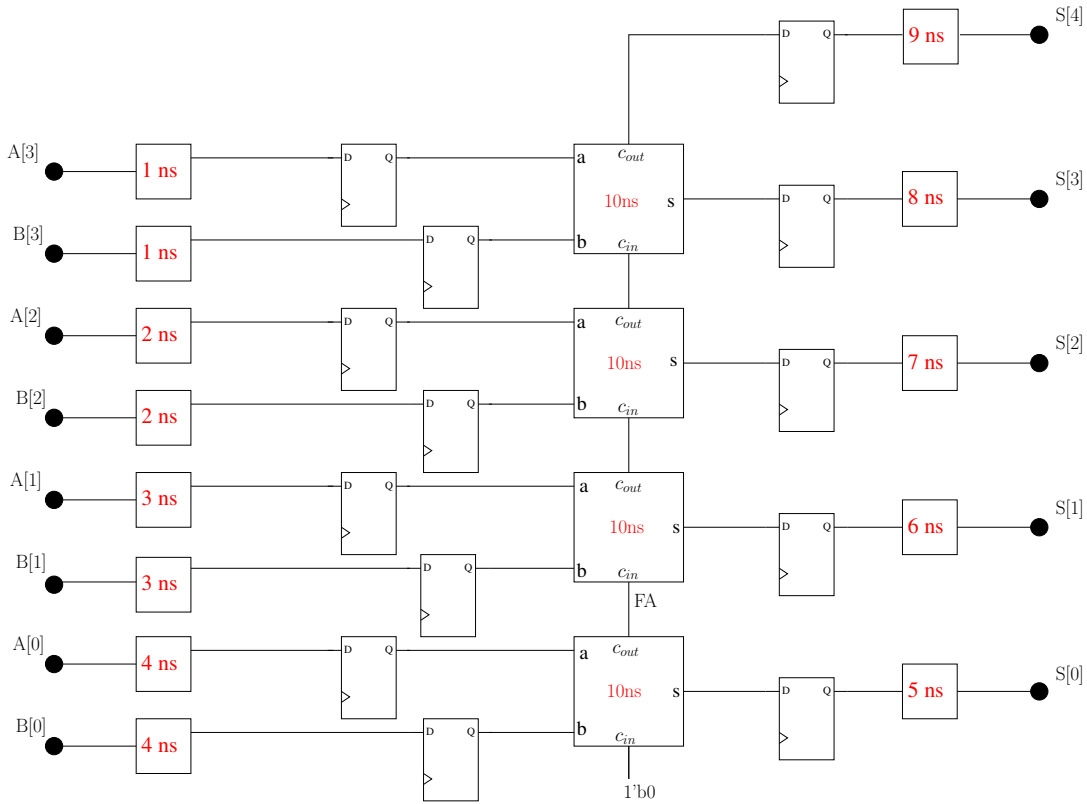 S[4]
D Q
9 ns
A[3]
1 ns
D Q
a
c_out
10ns
s
D Q
8 ns
S[3]
B[3]
1 ns
D Q
b
c_in
A[2]
2 ns
D Q
a
c_out
10ns
s
D Q
7 ns
S[2]
B[2]
2 ns
D Q
b
c_in
A[1]
3 ns
D Q
a
c_out
10ns
s
D Q
6 ns
S[1]
B[1]
3 ns
D Q
b
c_in
FA
A[0]
4 ns
D Q
a
c_out
10ns
s
D Q
5 ns
S[0]
B[0]
4 ns
D Q
b
c_in
1'b0